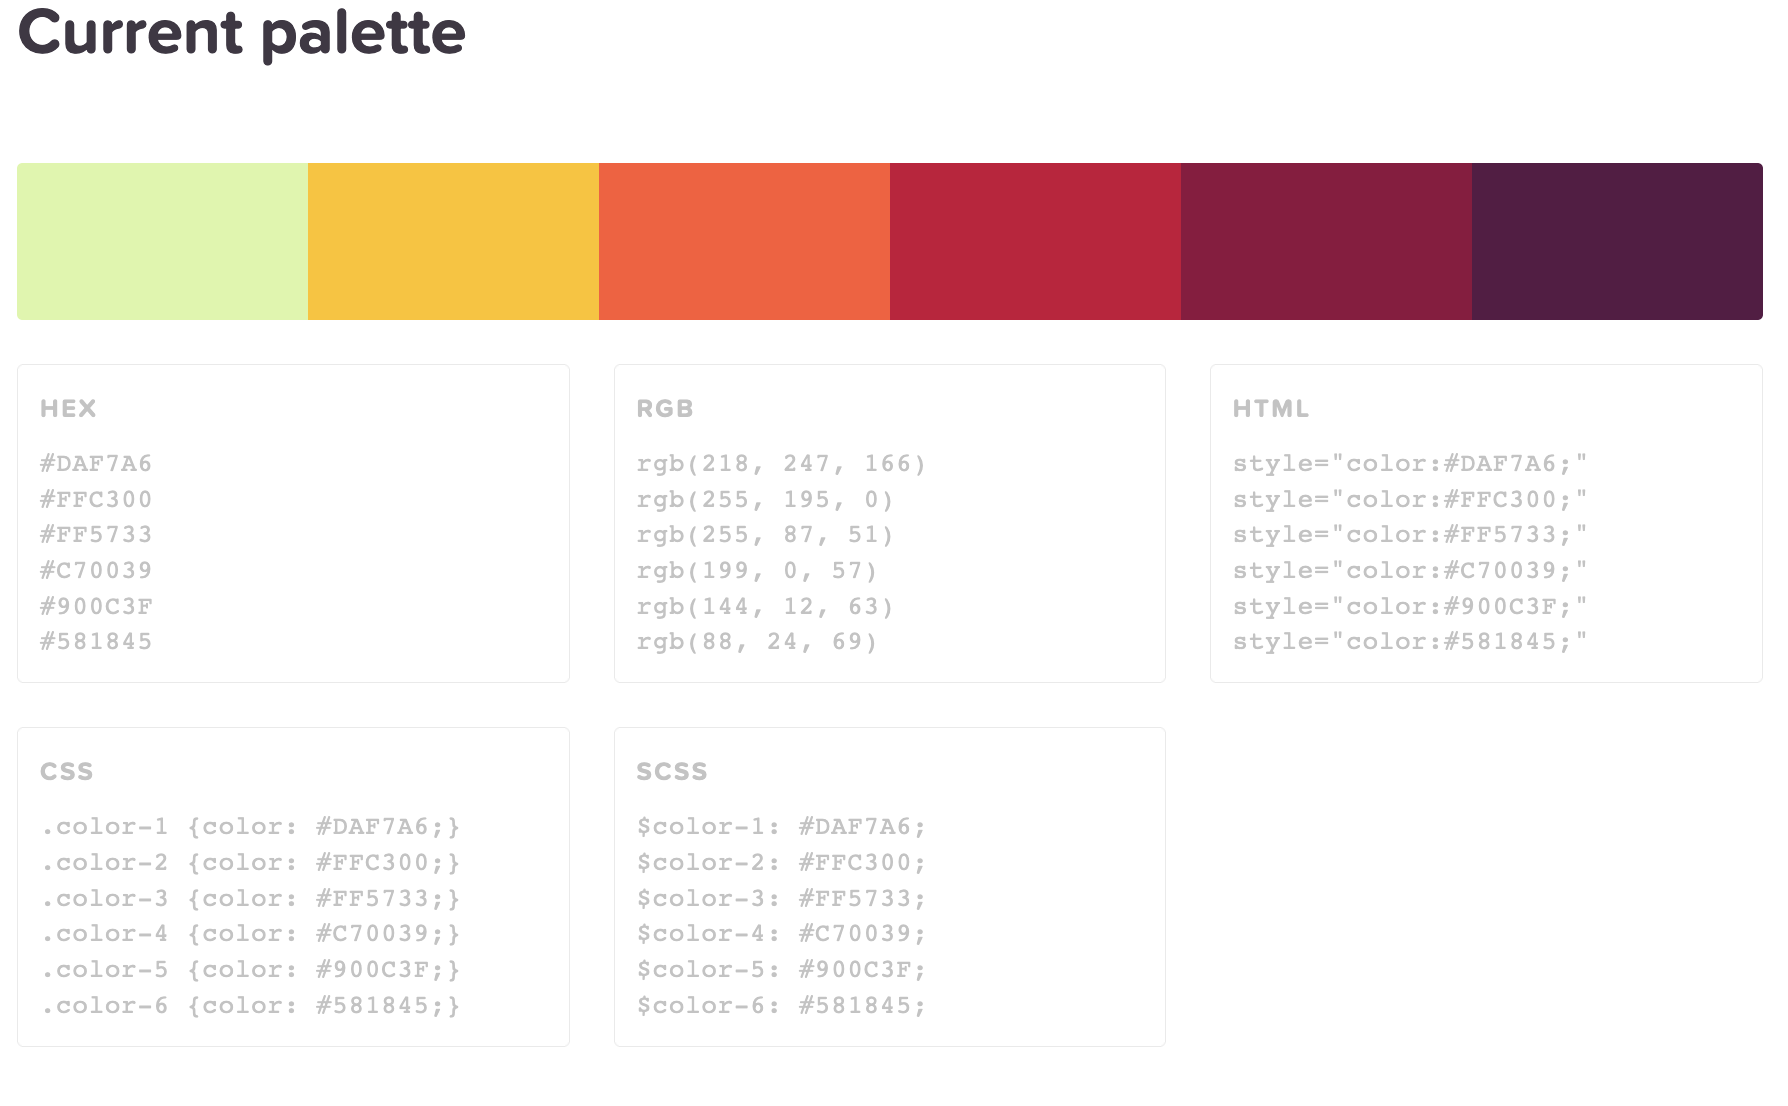 Current palette
HEX
#DAF7A6
#FFC300
#FF5733
#C70039
#900C3F
#581845
RGB
rgb(218, 247, 166)
rgb(255, 195, 0)
rgb(255, 87, 51)
rgb(199, 0, 57)
rgb(144, 12, 63)
rgb(88, 24, 69)
HTML
style="color:#DAF7A6;"
style="color:#FFC300;"
style="color:#FF5733;"
style="color:#C70039;"
style="color:#900C3F;"
style="color:#581845;"
CSS
.color-1 {color: #DAF7A6;}
.color-2 {color: #FFC300;}
.color-3 {color: #FF5733;}
.color-4 {color: #C70039;}
.color-5 {color: #900C3F;}
.color-6 {color: #581845;}
SCSS
$color-1: #DAF7A6;
$color-2: #FFC300;
$color-3: #FF5733;
$color-4: #C70039;
$color-5: #900C3F;
$color-6: #581845;